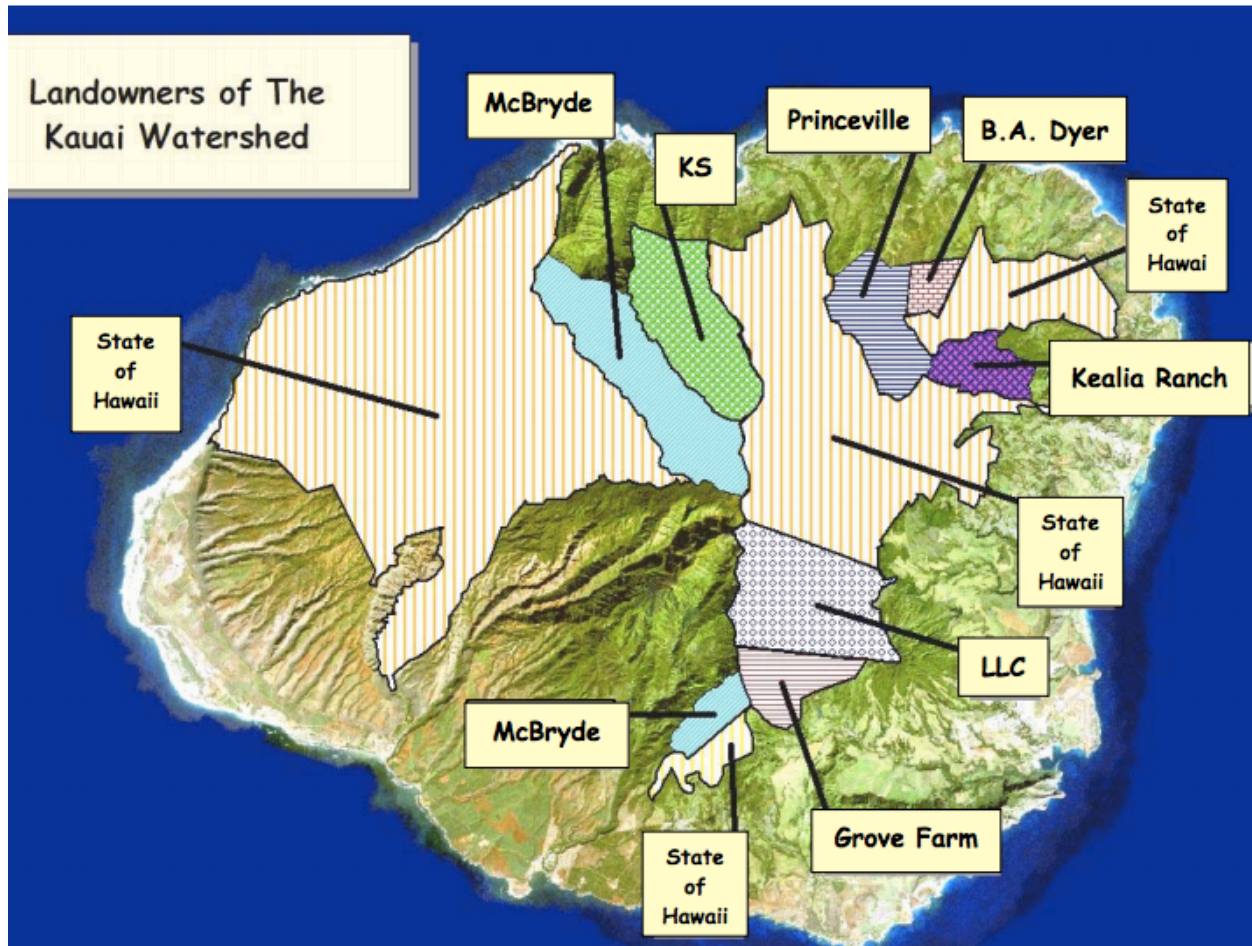 Landowners of The
Kauai Watershed
McBryde
KS
Princeville
B.A. Dyer
State
of
Hawai
State
of
Hawaii
Kealia Ranch
State
of
Hawaii
LLC
McBryde
Grove Farm
State
of
Hawaii